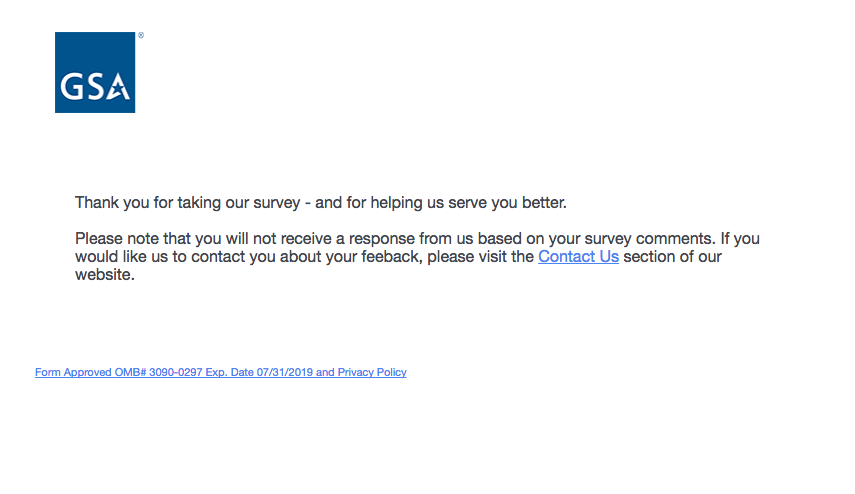 GSA ®
Thank you for taking our survey - and for helping us serve you better.
Please note that you will not receive a response from us based on your survey comments. If you
would like us to contact you about your feeback, please visit the Contact Us section of our
website.
Form Approved OMB# 3090-0297 Exp. Date 07/31/2019 and Privacy Policy